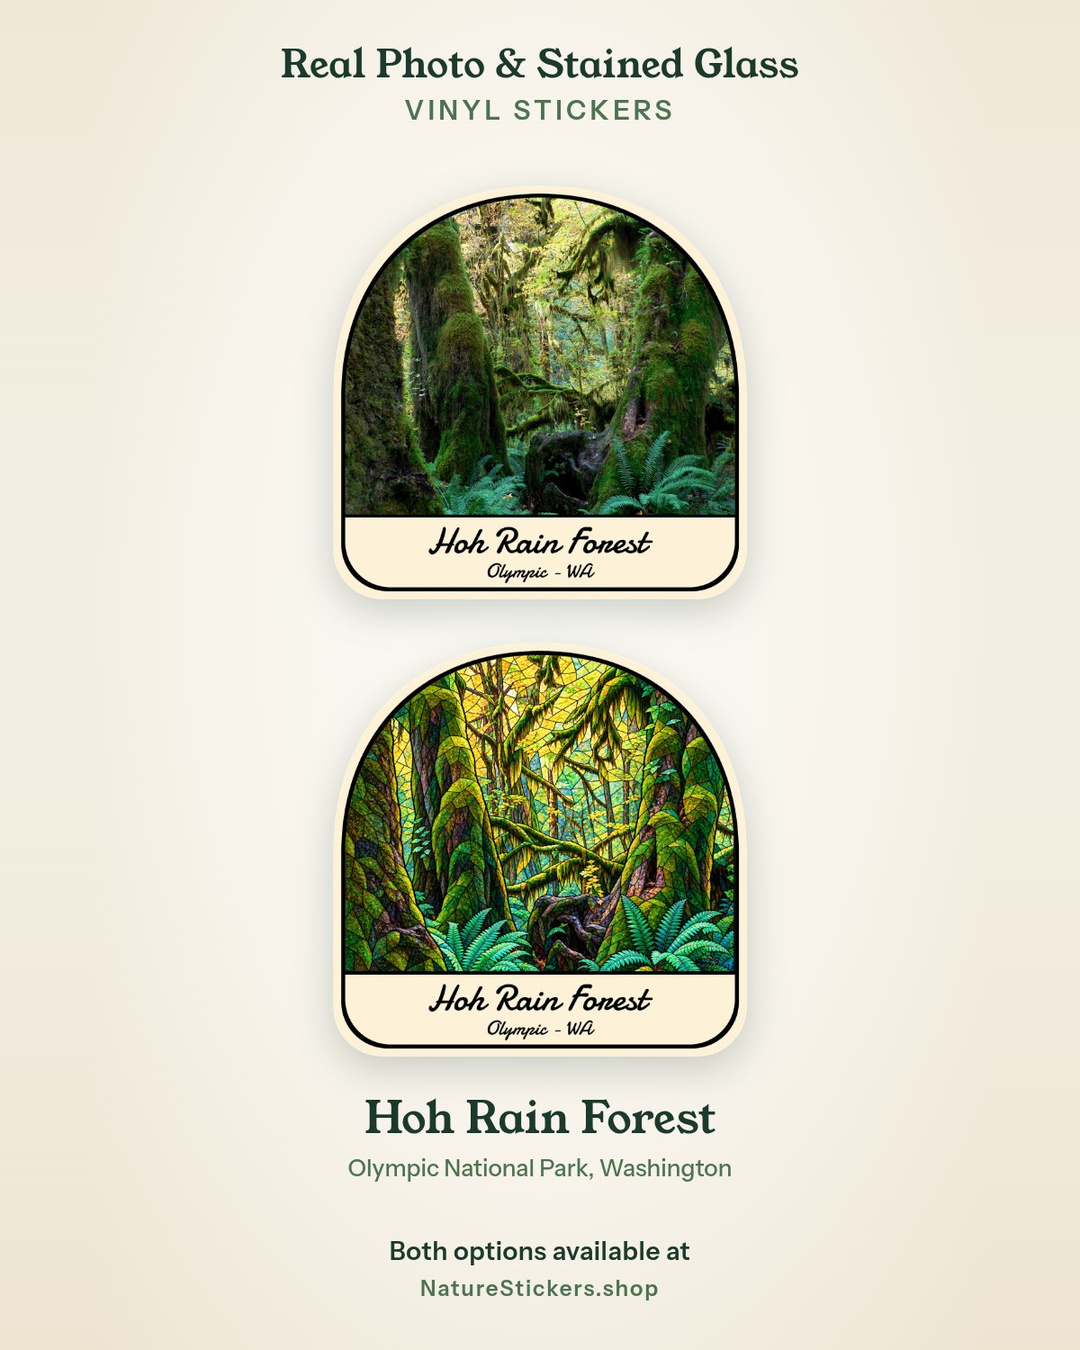 Real Photo & Stained Glass
VINYL STICKERS
Hoh Rain Forest
Olympic - WA
Hoh Rain Forest
Olympic - WA
Hoh Rain Forest
Olympic National Park, Washington
Both options available at
NatureStickers.shop